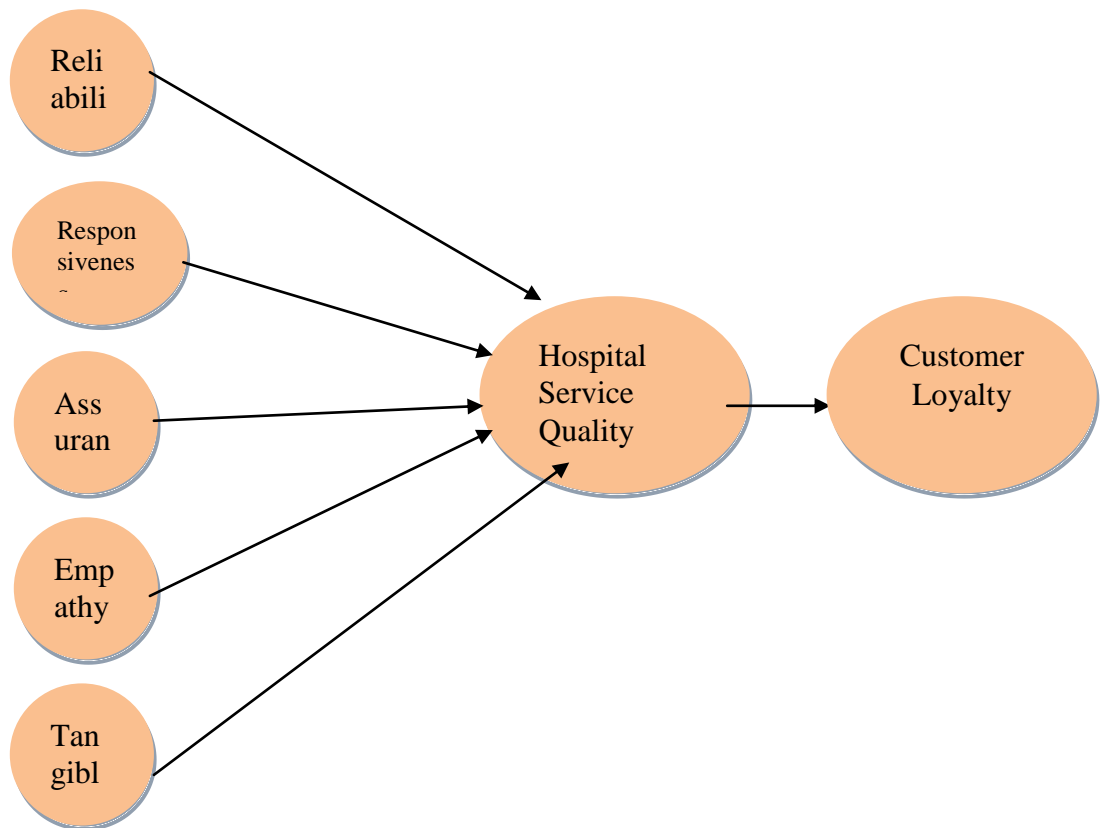 Reli
abili
Respon
sivenes
Ass
uran
Emp
athy
Tan
gibl
Hospital
Service
Quality
Customer
Loyalty